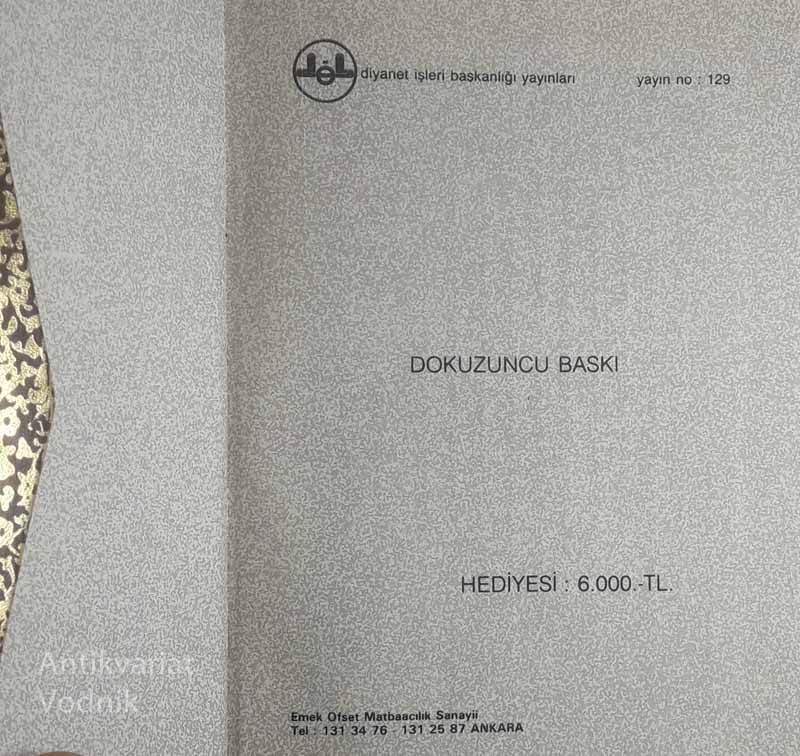 diyanet işleri başkanlığı yayınları yayın no : 129
DOKUZUNCU BASKI
HEDİYESİ : 6.000.-TL.
Emek Ofset Matbaacılık Sanayii
Tel : 131 34 76 - 131 25 87 ANKARA
Antikvariat
Vodnik